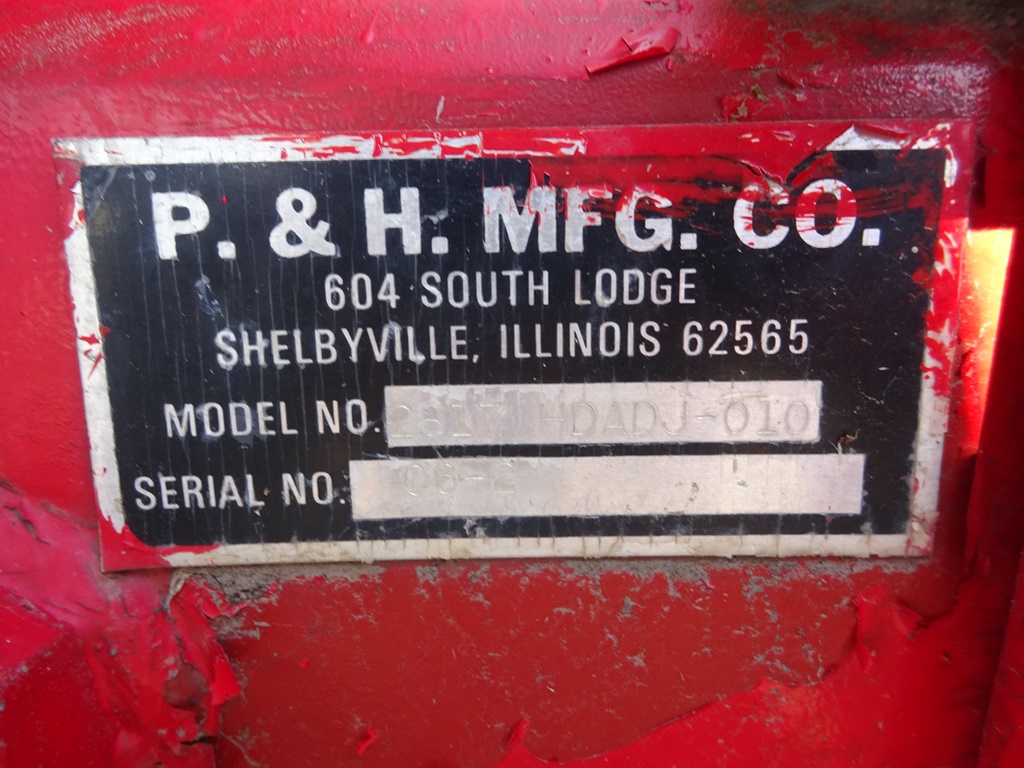 P. & H. MFG. CO.
604 SOUTH LODGE
SHELBYVILLE, ILLINOIS 62565
MODEL NO. HDADJ-010
SERIAL NO.